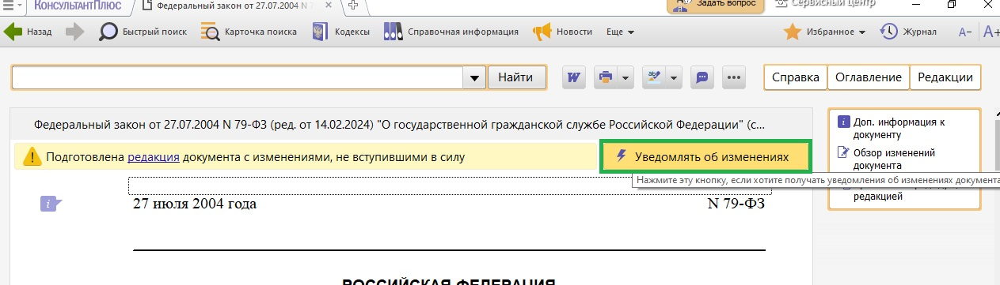 КОНСУЛЬТАНТПЛЮС Федеральный закон от 27.07.2004 N 7 Задать вопрос Сервисный центр
Назад Быстрый поиск Карточка поиска Кодексы Справочная информация Новости Еще Избранное Журнал A− A+
Найти W Справка Оглавление Редакции
Федеральный закон от 27.07.2004 N 79-ФЗ (ред. от 14.02.2024) "О государственной гражданской службе Российской Федерации" (с...
Доп. информация к
документу
Обзор изменений
документа
редакцией
Подготовлена редакция документа с изменениями, не вступившими в силу
Уведомлять об изменениях
Нажмите эту кнопку, если хотите получать уведомления об изменениях документа
27 июля 2004 года N 79-ФЗ
РОССИЙСКАЯ ФЕДЕРАЦИЯ